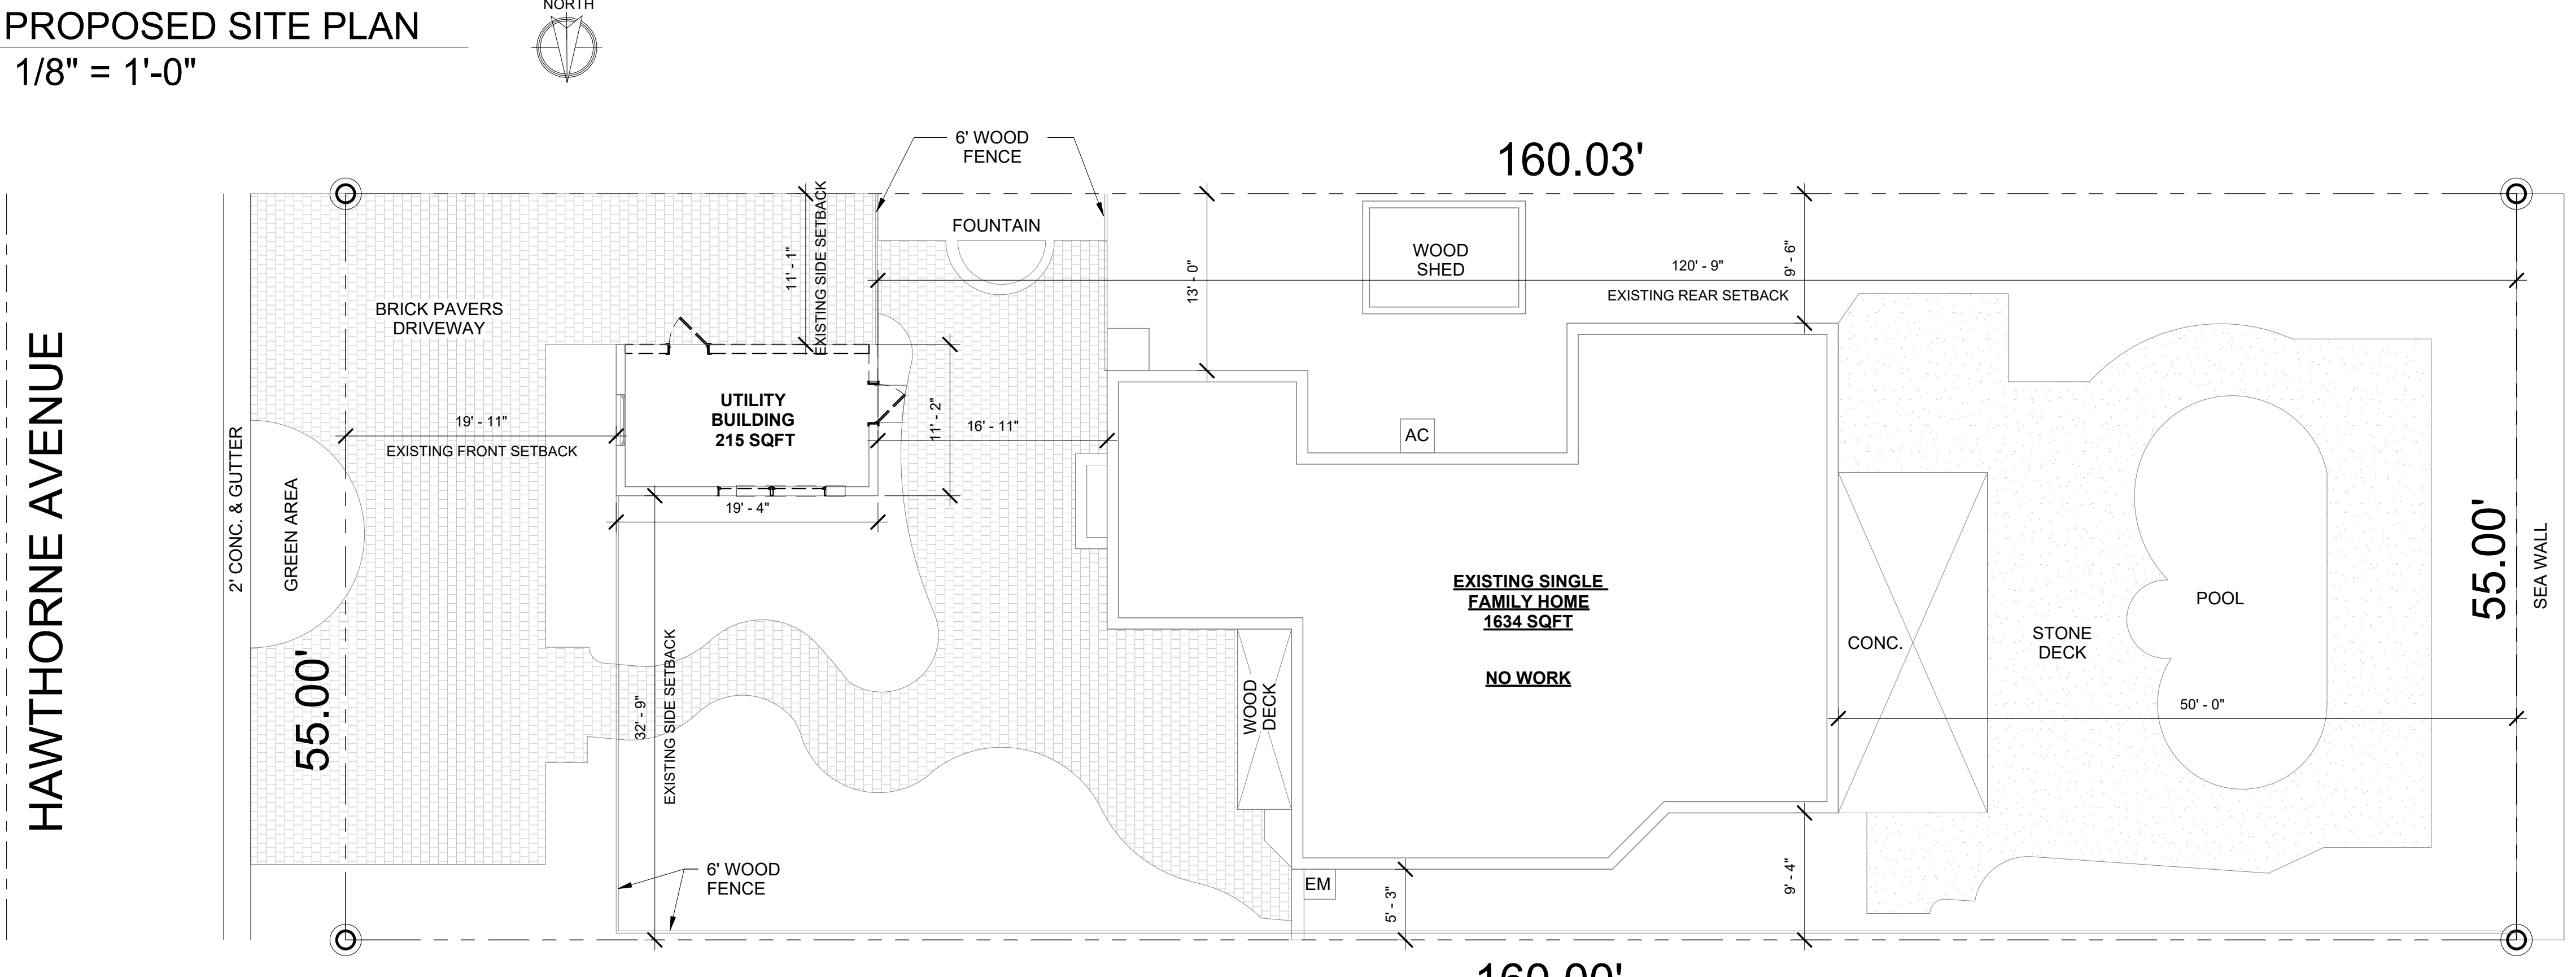 PROPOSED SITE PLAN
1/8" = 1'-0"
NORTH
6' WOOD
FENCE
160.03'
FOUNTAIN
WOOD
SHED
11' - 1"
EXISTING SIDE SETBACK
13' - 0"
9' - 6"
120' - 9"
EXISTING REAR SETBACK
BRICK PAVERS
DRIVEWAY
HAWTHORNE AVENUE
2' CONC. & GUTTER
GREEN AREA
19' - 11"
EXISTING FRONT SETBACK
UTILITY
BUILDING
215 SQFT
11' - 2"
16' - 11"
19' - 4"
AC
EXISTING SINGLE
FAMILY HOME
1634 SQFT
NO WORK
CONC.
STONE
DECK
POOL
50' - 0"
55.00'
SEA WALL
55.00'
32' - 9"
EXISTING SIDE SETBACK
WOOD
DECK
6' WOOD
FENCE
EM
5' - 3"
9' - 4"
160.00'